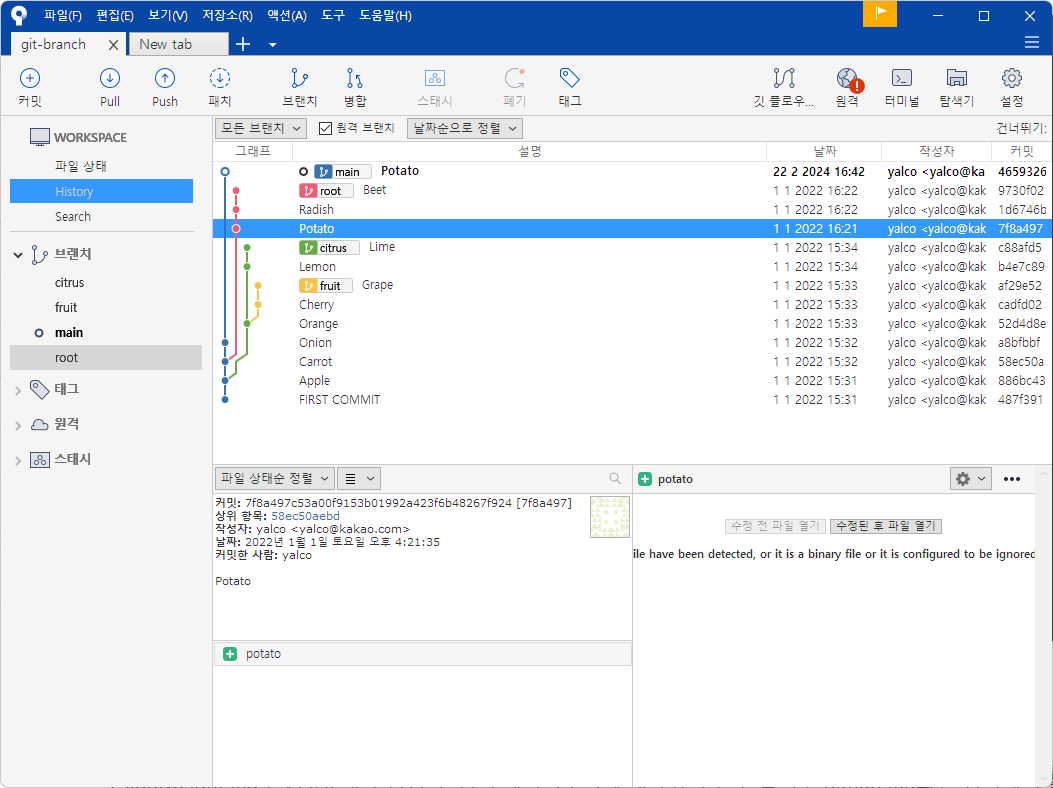 파일(F) 편집(E) 보기(V) 저장소(R) 액션(A) 도구 도움말(H)
git-branch New tab
커밋 Pull Push 패치 브랜치 병합 스태시 폐기 태그 깃 플로우... 원격 터미널 탐색기 설정
WORKSPACE
파일 상태
History
Search
브랜치
citrus
fruit
main
root
태그
원격
스태시
모든 브랜치 원격 브랜치 날짜순으로 정렬 건너뛰기:
그래프 설명 날짜 작성자 커밋
main Potato 22 2 2024 16:42 yalco <yalco@ka 4659326
root Beet 1 1 2022 16:22 yalco <yalco@kak 9730f02
Radish 1 1 2022 16:22 yalco <yalco@kak 1d6746b
Potato 1 1 2022 16:21 yalco <yalco@kak 7f8a497
citrus Lime 1 1 2022 15:34 yalco <yalco@kak c88afd5
Lemon 1 1 2022 15:34 yalco <yalco@kak b4e7c89
fruit Grape 1 1 2022 15:33 yalco <yalco@kak af29e52
Cherry 1 1 2022 15:33 yalco <yalco@kak cadfd02
Orange 1 1 2022 15:33 yalco <yalco@kak 52d4d8e
Onion 1 1 2022 15:32 yalco <yalco@kak a8bfbbf
Carrot 1 1 2022 15:32 yalco <yalco@kak 58ec50a
Apple 1 1 2022 15:31 yalco <yalco@kak 886bc43
FIRST COMMIT 1 1 2022 15:31 yalco <yalco@kak 487f391
파일 상태순 정렬
커밋: 7f8a497c53a00f9153b01992a423f6b48267f924 [7f8a497]
상위 항목: 58ec50aebd
작성자: yalco <yalco@kakao.com>
날짜: 2022년 1월 1일 토요일 오후 4:21:35
커밋한 사람: yalco
Potato
potato
potato
수정 전 파일 열기 수정된 후 파일 열기
ile have been detected, or it is a binary file or it is configured to be ignored